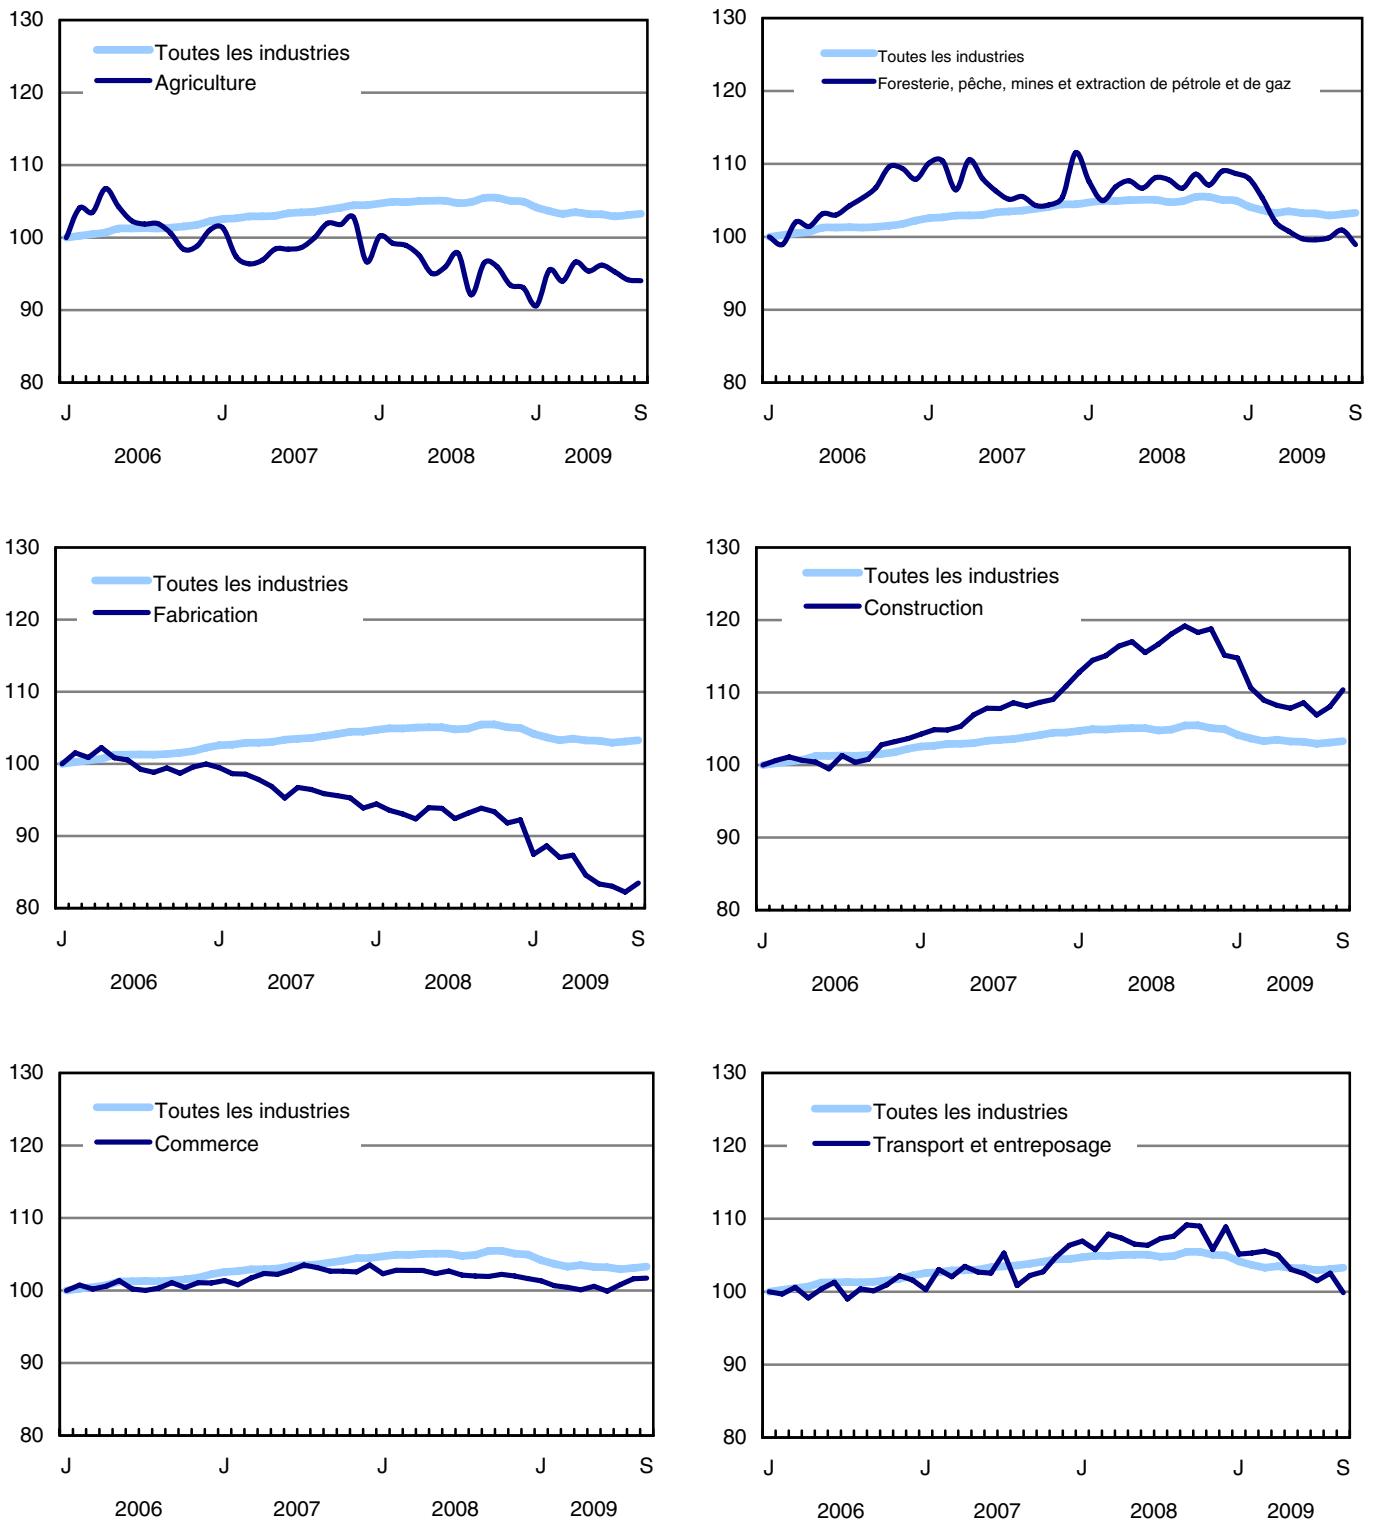 130
Toutes les industries
Agriculture
120
110
100
90
80
J J J J S
2006 2007 2008 2009
130
Toutes les industries
Foresterie, pêche, mines et extraction de pétrole et de gaz
120
110
100
90
80
J J J J S
2006 2007 2008 2009
130
Toutes les industries
Fabrication
120
110
100
90
80
J J J J S
2006 2007 2008 2009
130
Toutes les industries
Construction
120
110
100
90
80
J J J J S
2006 2007 2008 2009
130
Toutes les industries
Commerce
120
110
100
90
80
J J J J S
2006 2007 2008 2009
130
Toutes les industries
Transport et entreposage
120
110
100
90
80
J J J J S
2006 2007 2008 2009